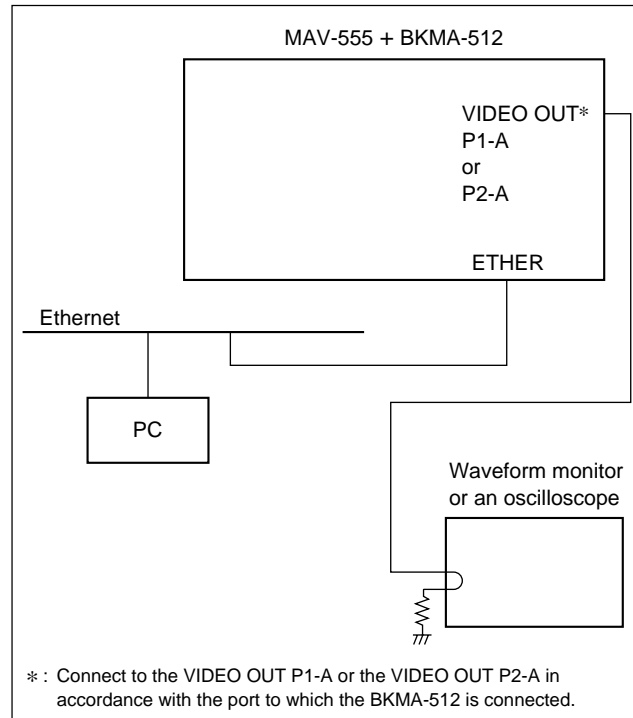 MAV-555 + BKMA-512
VIDEO OUT*
P1-A
or
P2-A
ETHER
Ethernet
PC
Waveform monitor
or an oscilloscope
* : Connect to the VIDEO OUT P1-A or the VIDEO OUT P2-A in
accordance with the port to which the BKMA-512 is connected.